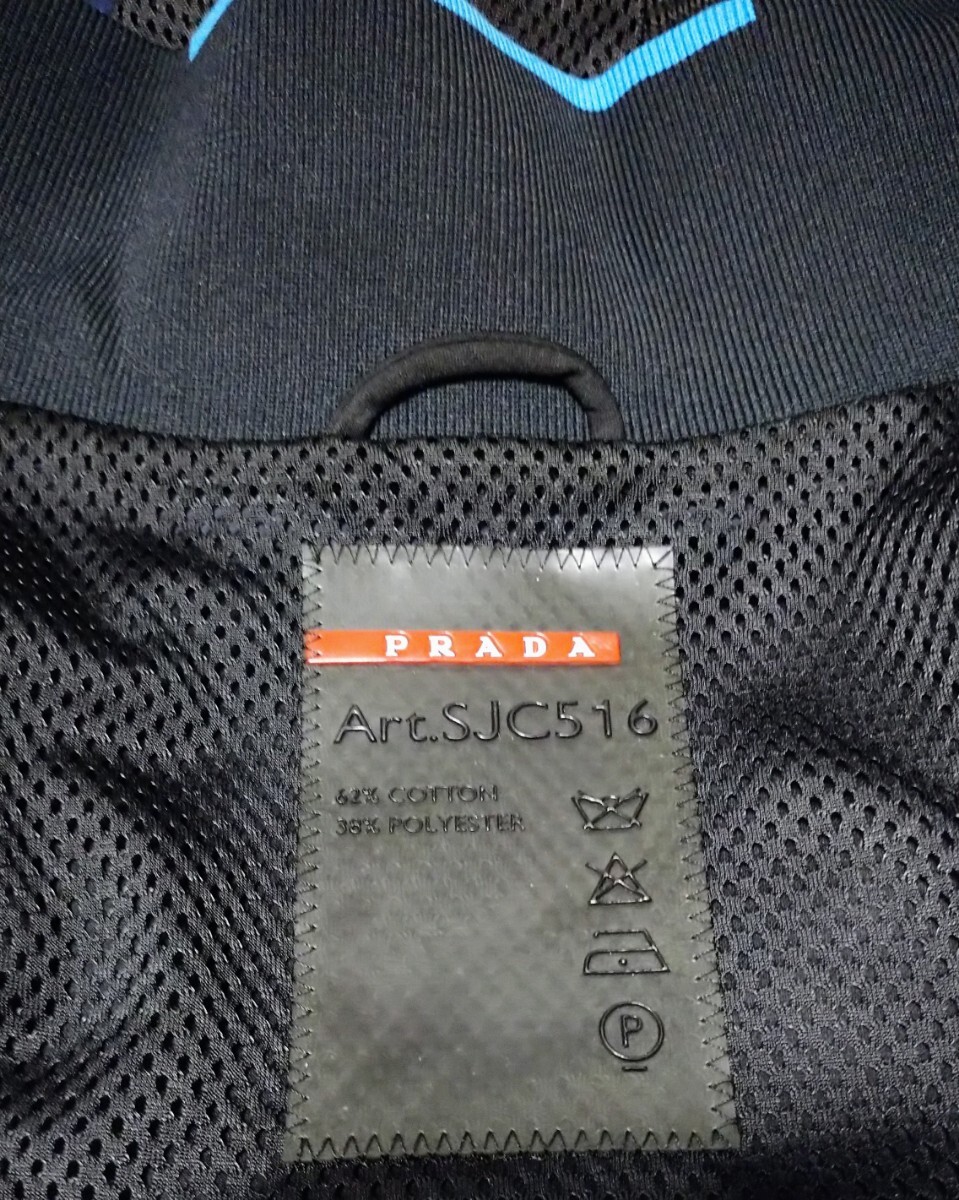 PRADA
Art.SJC516
62% COTTON
38% POLYESTER
P